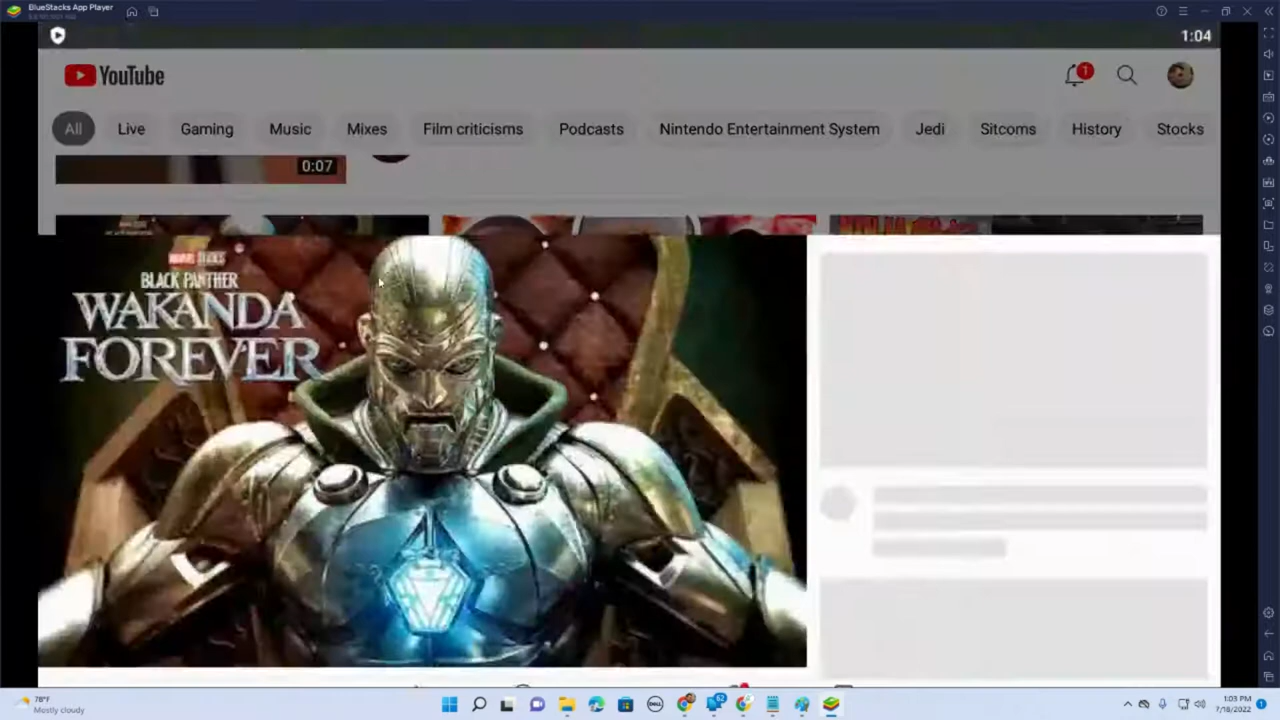 BlueStacks App Player
1:04
YouTube
1
All
Live
Gaming
Music
Mixes
Film criticisms
Podcasts
Nintendo Entertainment System
Jedi
Sitcoms
History
Stocks
0:07
MARVEL STUDIOS
BLACK PANTHER
WAKANDA
FOREVER
78°F
Mostly cloudy
DELL
1:03 PM
7/18/2022